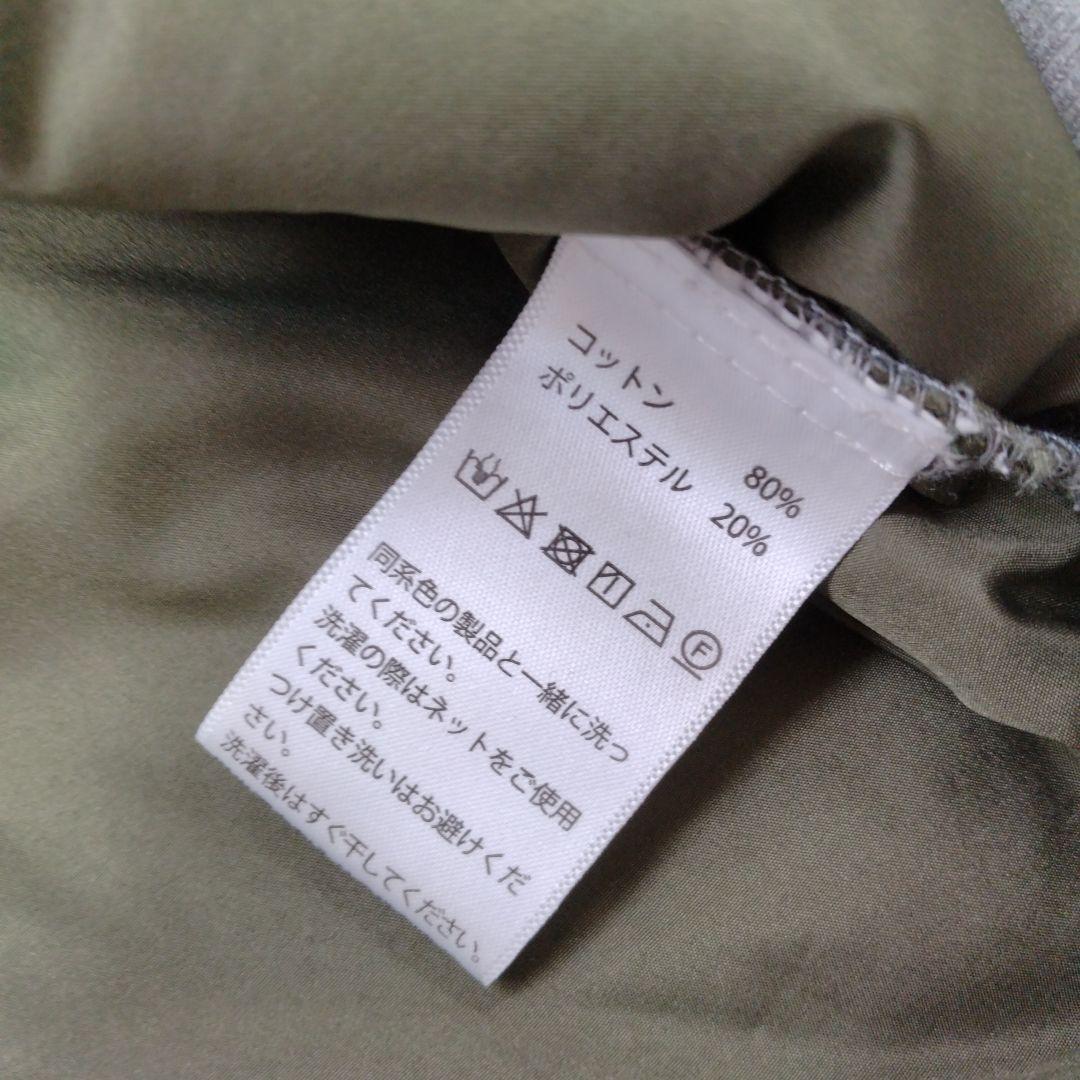 コットン 80%
ポリエステル 20%
F
同系色の製品と一緒に洗っ
てください。
洗濯の際はネットをご使用
ください。
つけ置き洗いはお避けくだ
さい。
洗濯後はすぐ干してください。